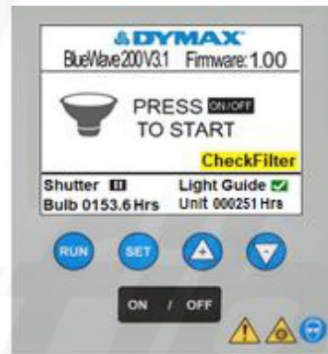 DYMAX
BlueWave 200 V3.1 Firmware: 1.00
PRESS ON/OFF
TO START
CheckFilter
Shutter Light Guide
Bulb 0153.6 Hrs Unit 000251 Hrs
RUN SET + -
ON / OFF